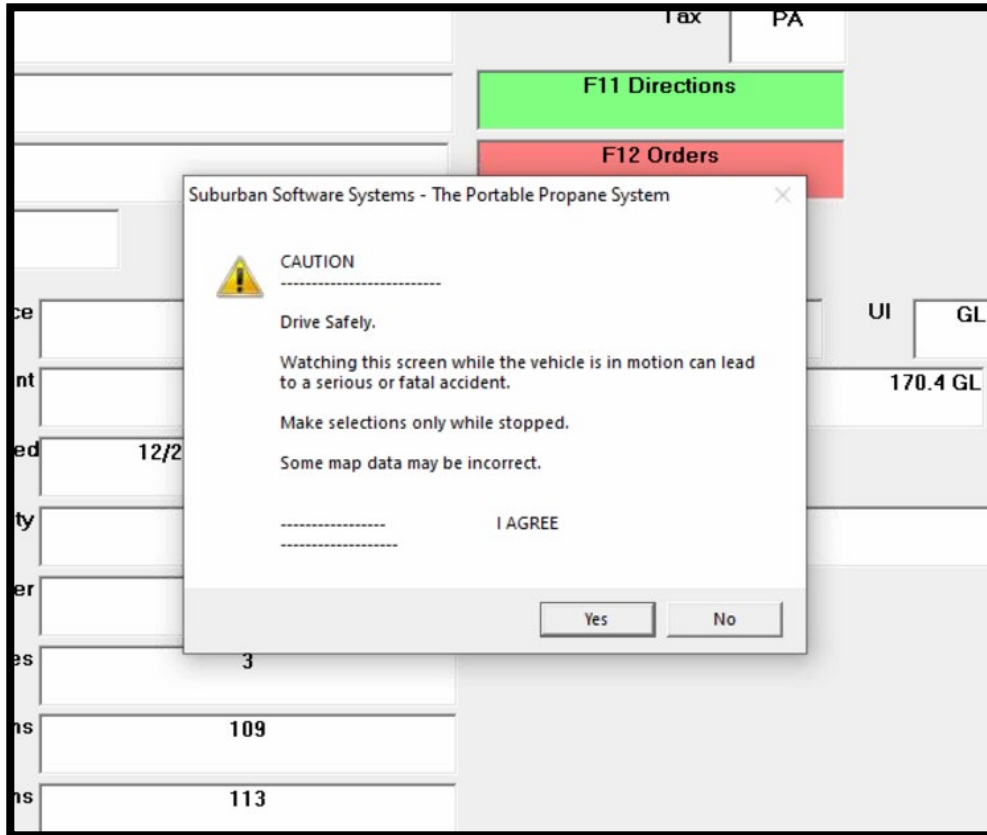 Tax PA
F11 Directions
F12 Orders
Suburban Software Systems - The Portable Propane System
CAUTION
--------------------------
Drive Safely.
Watching this screen while the vehicle is in motion can lead
to a serious or fatal accident.
Make selections only while stopped.
Some map data may be incorrect.
----------------- I AGREE
-------------------
Yes No
ce
UI GL
nt
170.4 GL
ed 12/2
ty
er
es 3
ns 109
ns 113